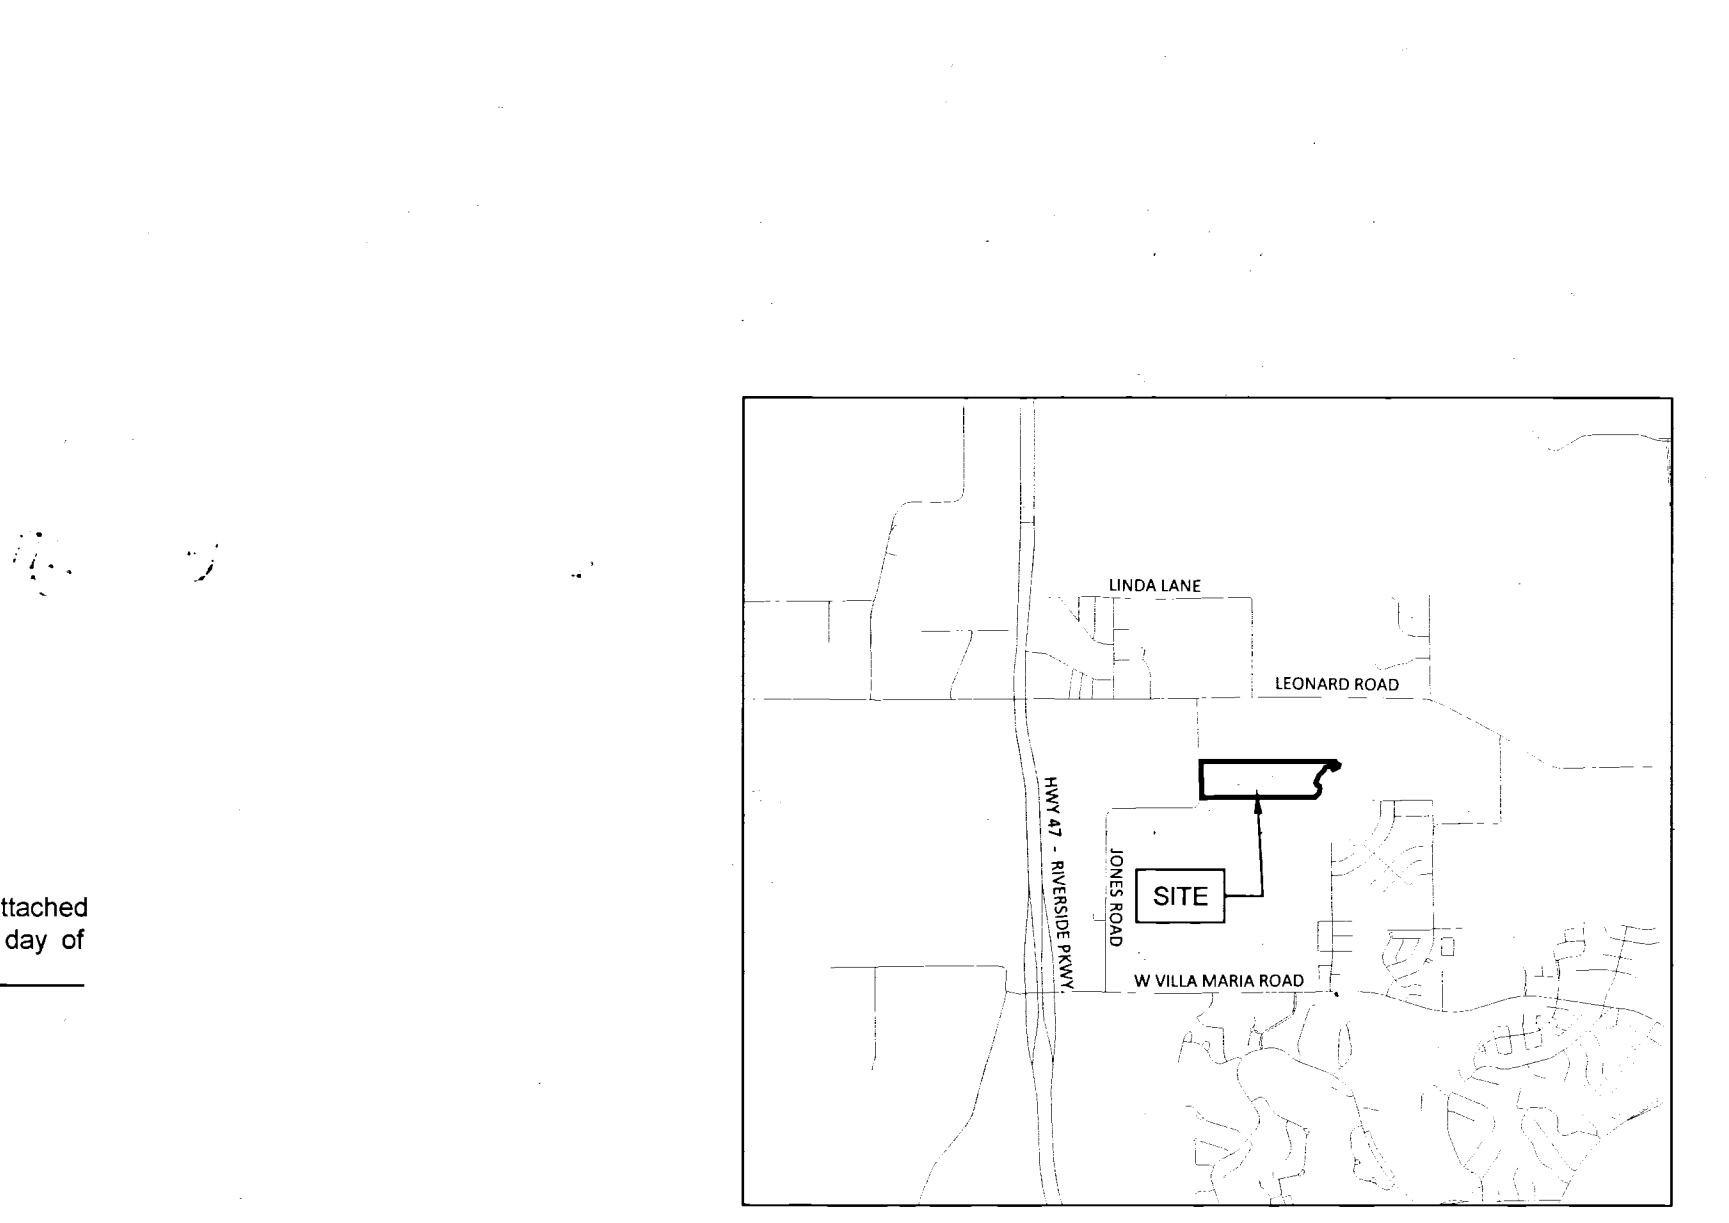 LINDA LANE
LEONARD ROAD
HWY 47 - RIVERSIDE PKWY.
JONES ROAD
SITE
W VILLA MARIA ROAD
ttached
day of